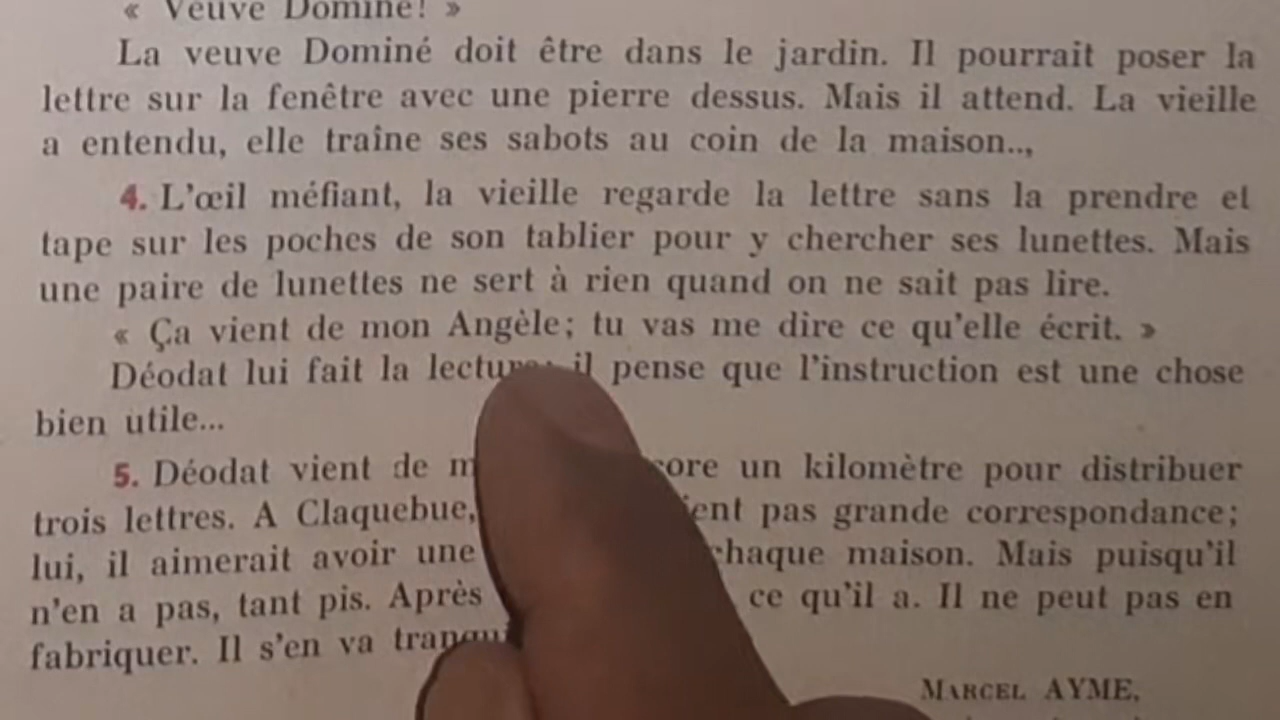 « Veuve Dominé! »
La veuve Dominé doit être dans le jardin. Il pourrait poser la
lettre sur la fenêtre avec une pierre dessus. Mais il attend. La vieille
a entendu, elle traîne ses sabots au coin de la maison..,
4. L'œil méfiant, la vieille regarde la lettre sans la prendre et
tape sur les poches de son tablier pour y chercher ses lunettes. Mais
une paire de lunettes ne sert à rien quand on ne sait pas lire.
« Ça vient de mon Angèle; tu vas me dire ce qu'elle écrit. »
Déodat lui fait la lecture; il pense que l'instruction est une chose
bien utile...
5. Déodat vient de un kilomètre pour distribuer
trois lettres. A Claquebue, pas grande correspondance;
lui, il aimerait avoir une chaque maison. Mais puisqu'il
n'en a pas, tant pis. Après ce qu'il a. Il ne peut pas en
fabriquer. Il s'en va
MARCEL AYME,